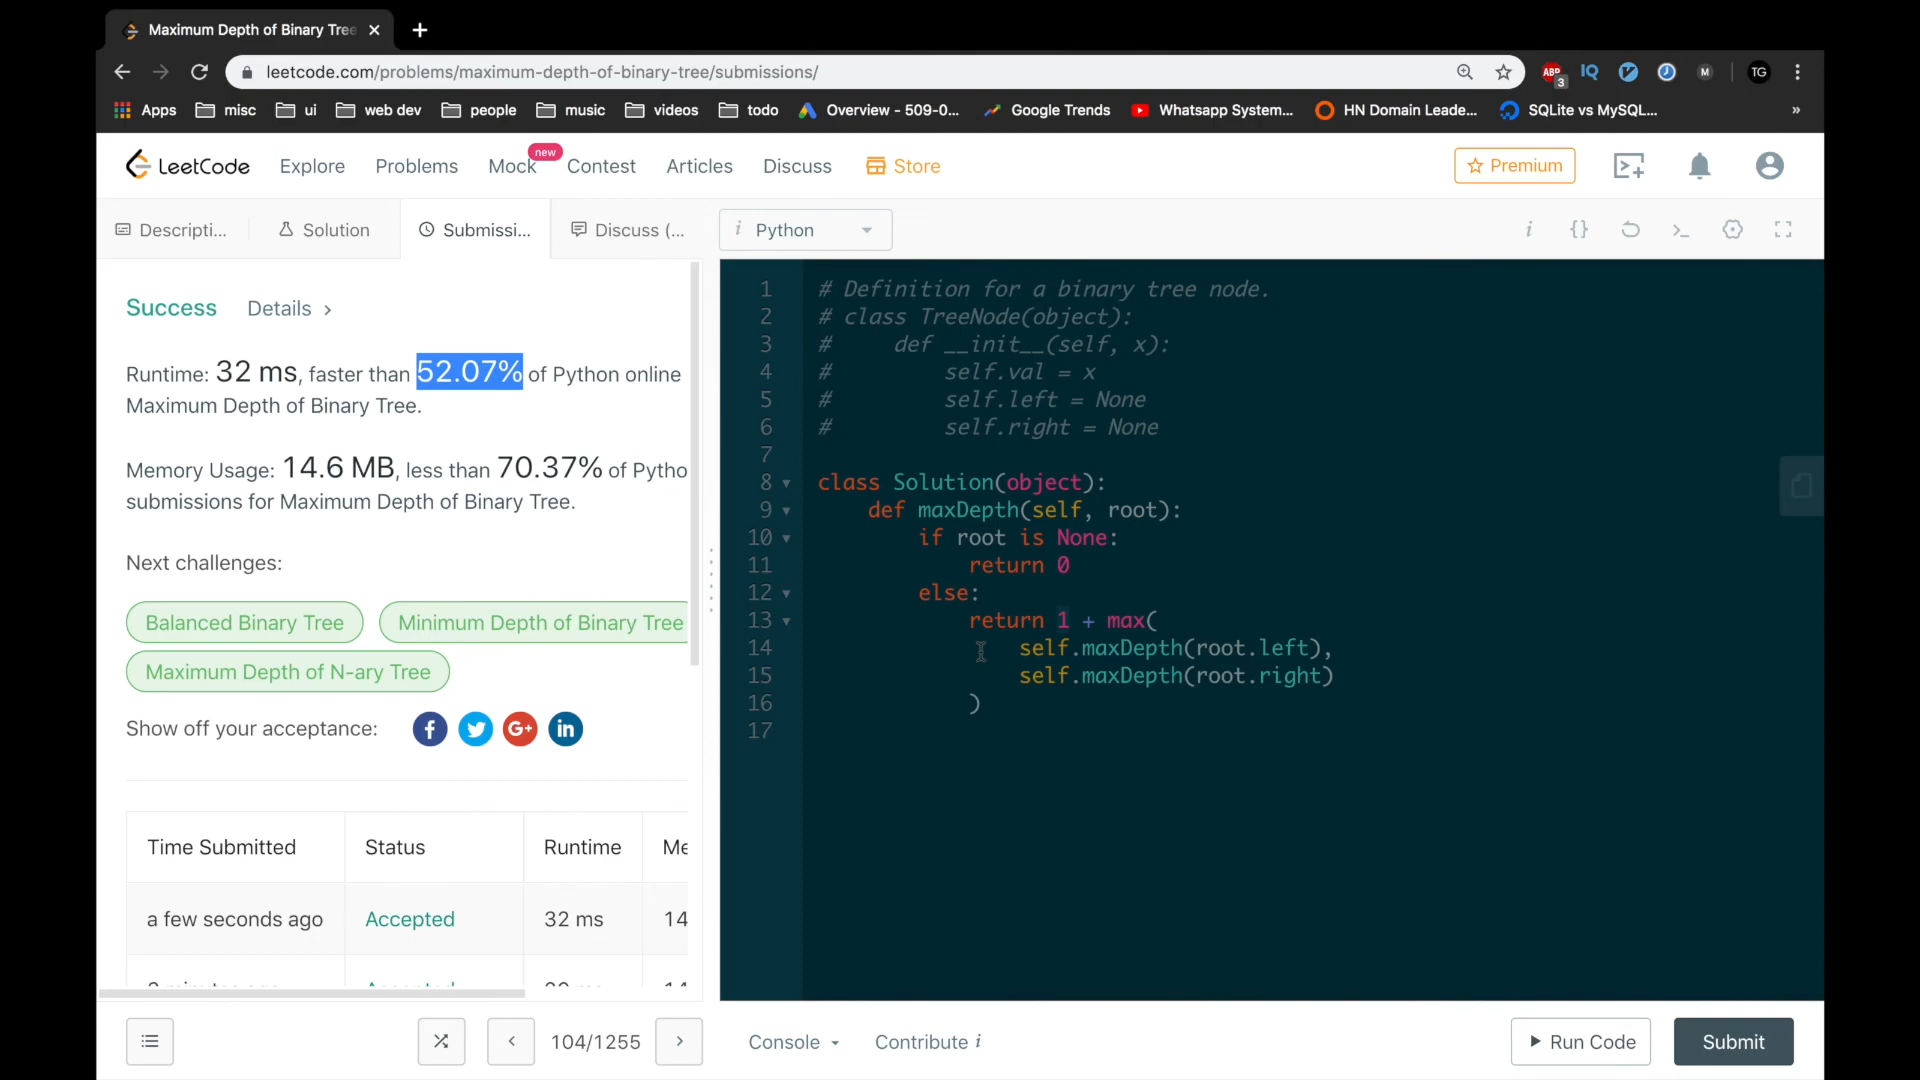 Maximum Depth of Binary Tree
leetcode.com/problems/maximum-depth-of-binary-tree/submissions/
ABP 3 IQ M TG
Apps misc ui web dev people music videos todo Overview - 509-0... Google Trends Whatsapp System... HN Domain Leade... SQLite vs MySQL... »
LeetCode Explore Problems Mock new Contest Articles Discuss Store Premium
Descripti... Solution Submissi... Discuss (... i Python i {}
Success Details >
Runtime: 32 ms, faster than 52.07% of Python online
Maximum Depth of Binary Tree.
Memory Usage: 14.6 MB, less than 70.37% of Pytho
submissions for Maximum Depth of Binary Tree.
Next challenges:
Balanced Binary Tree Minimum Depth of Binary Tree
Maximum Depth of N-ary Tree
Show off your acceptance: f G+ in
Time Submitted Status Runtime Me
a few seconds ago Accepted 32 ms 14
1 # Definition for a binary tree node.
2 # class TreeNode(object):
3 #     def __init__(self, x):
4 #         self.val = x
5 #         self.left = None
6 #         self.right = None
7
8 class Solution(object):
9     def maxDepth(self, root):
10         if root is None:
11             return 0
12         else:
13             return 1 + max(
14                 self.maxDepth(root.left),
15                 self.maxDepth(root.right)
16             )
17
< 104/1255 > Console Contribute i Run Code Submit